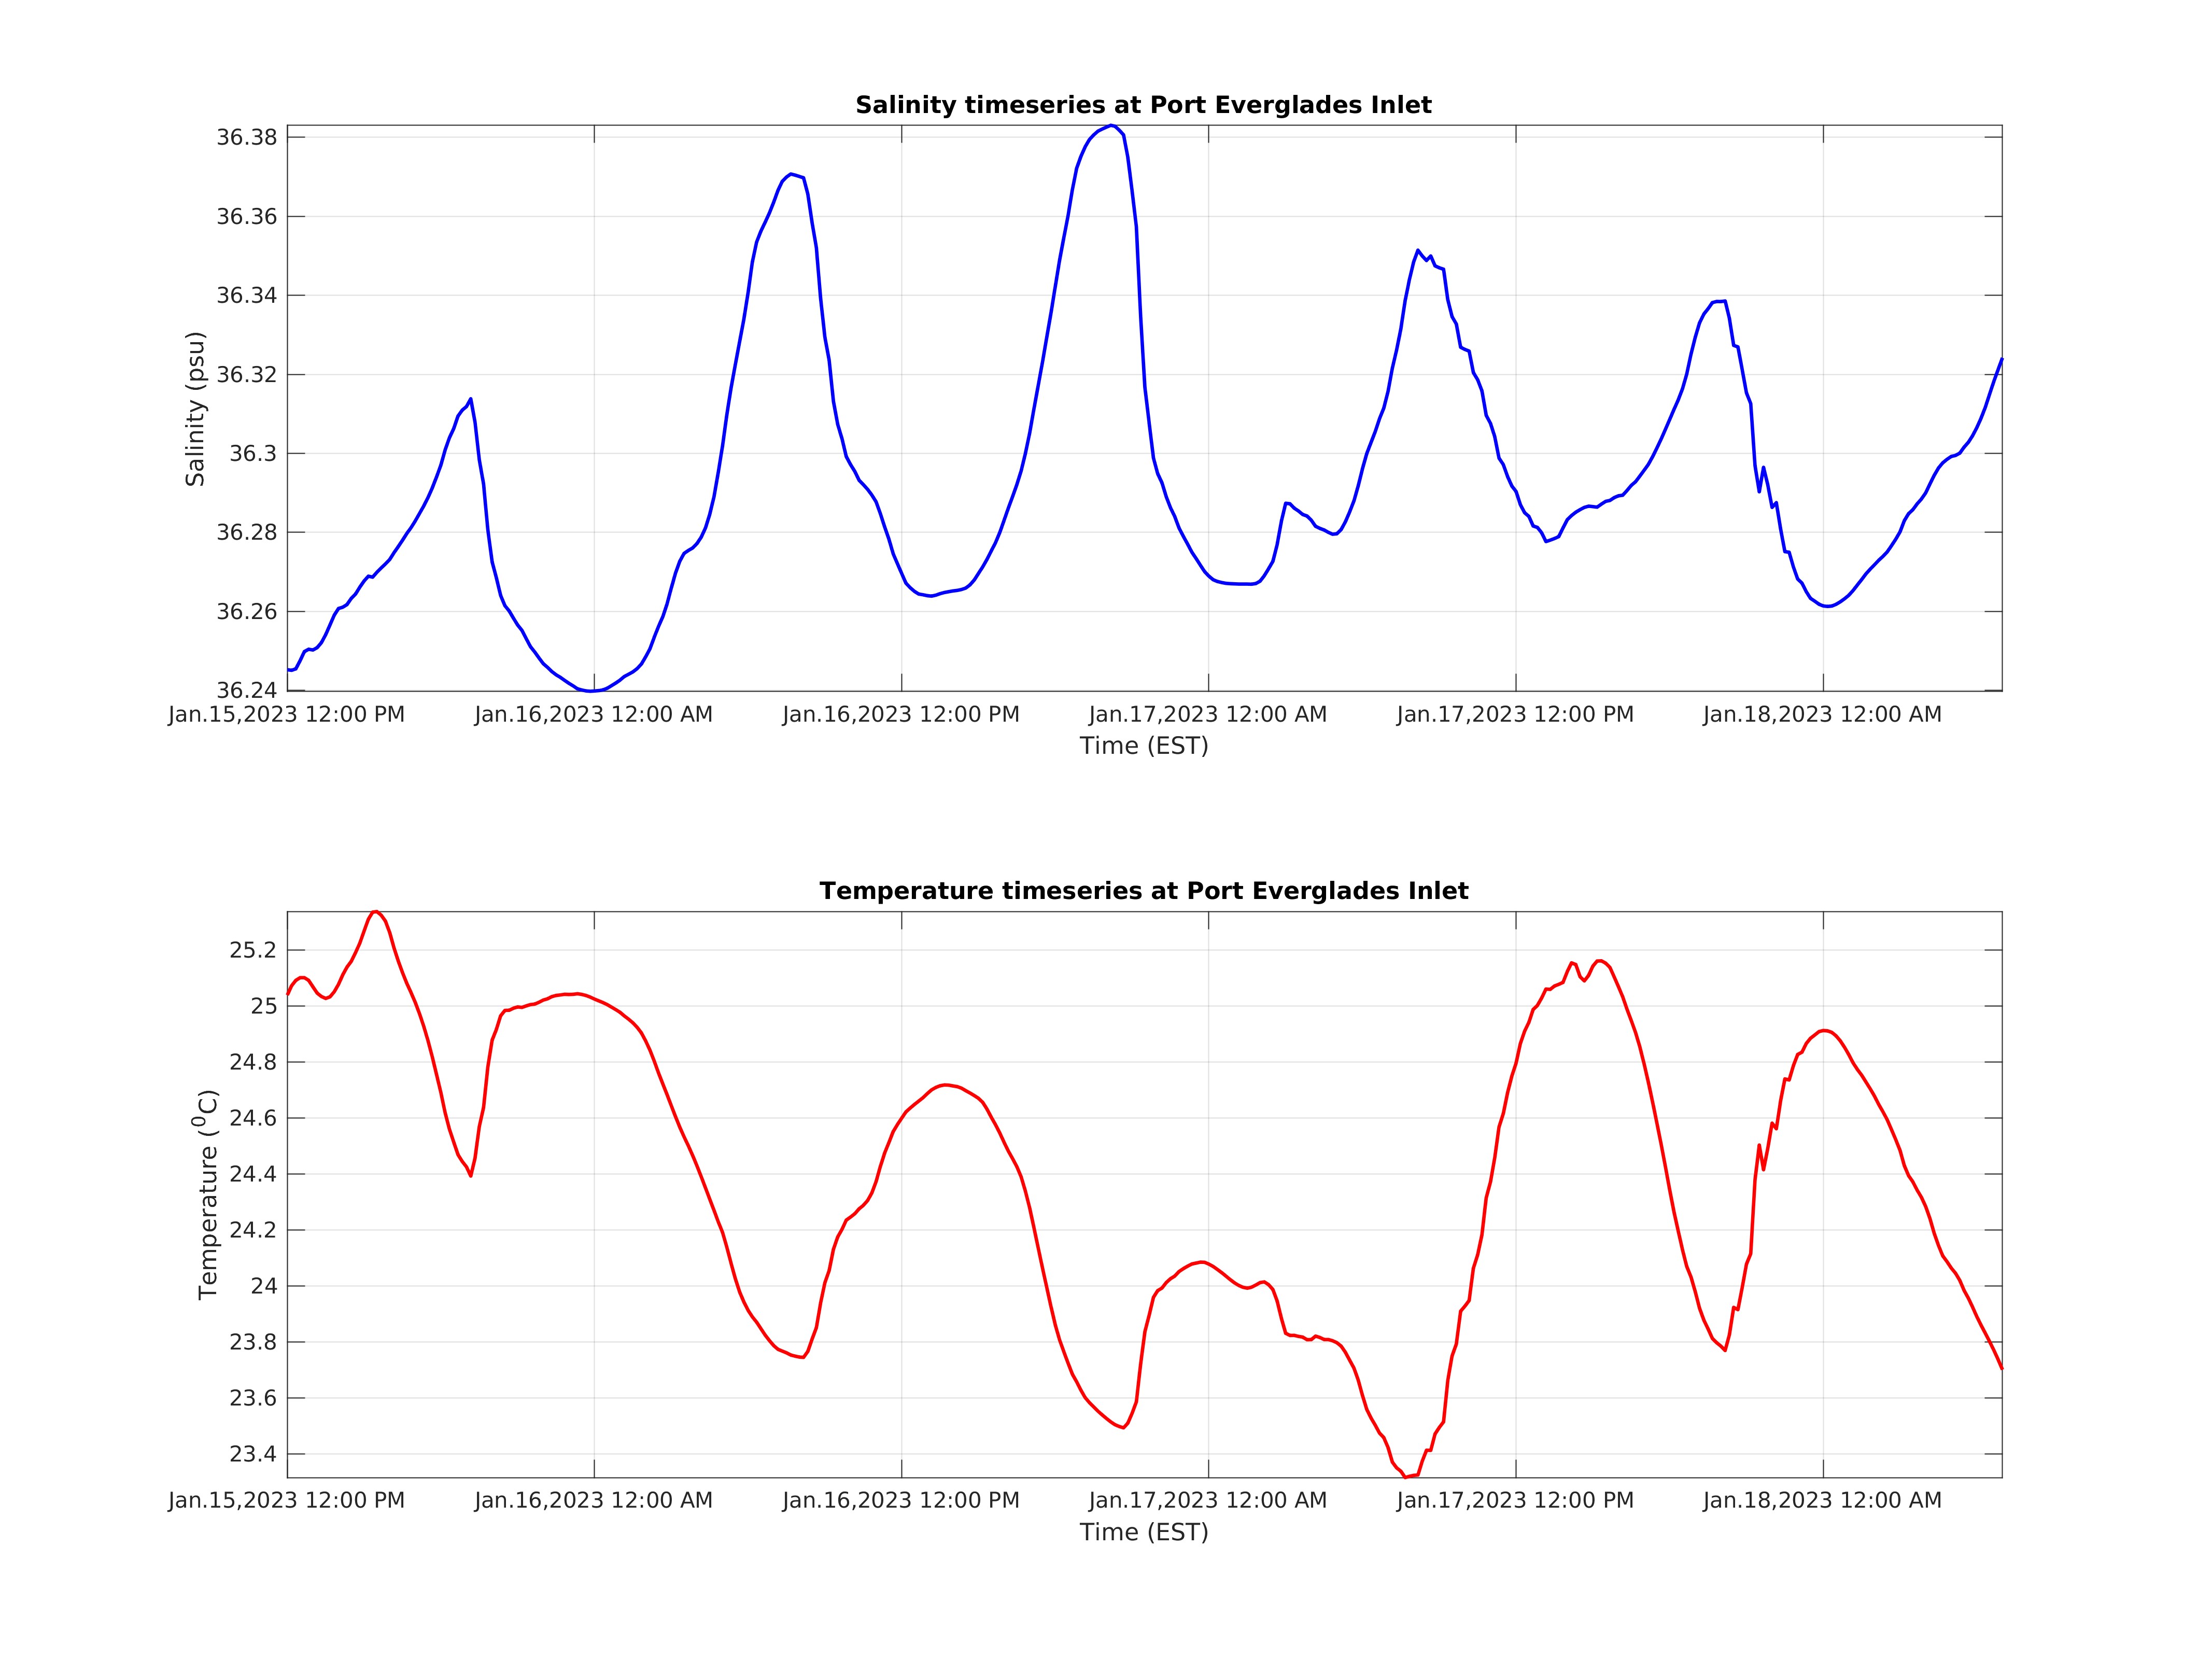 Salinity timeseries at Port Everglades Inlet
36.38
36.36
36.34
36.32
36.3
36.28
36.26
36.24
Salinity (psu)
Jan.15,2023 12:00 PM Jan.16,2023 12:00 AM Jan.16,2023 12:00 PM Jan.17,2023 12:00 AM Jan.17,2023 12:00 PM Jan.18,2023 12:00 AM
Time (EST)
Temperature timeseries at Port Everglades Inlet
25.2
25
24.8
24.6
24.4
24.2
24
23.8
23.6
23.4
Temperature (⁰C)
Jan.15,2023 12:00 PM Jan.16,2023 12:00 AM Jan.16,2023 12:00 PM Jan.17,2023 12:00 AM Jan.17,2023 12:00 PM Jan.18,2023 12:00 AM
Time (EST)